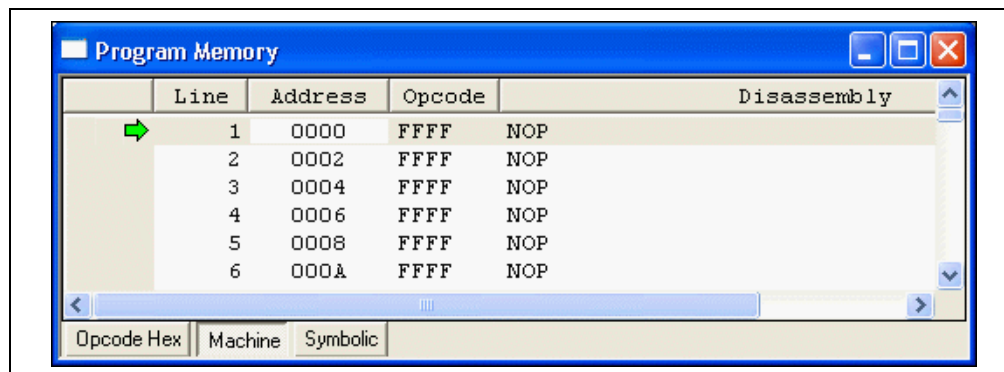 Program Memory
Line Address Opcode Disassembly
1 0000 FFFF NOP
2 0002 FFFF NOP
3 0004 FFFF NOP
4 0006 FFFF NOP
5 0008 FFFF NOP
6 000A FFFF NOP
Opcode Hex Machine Symbolic